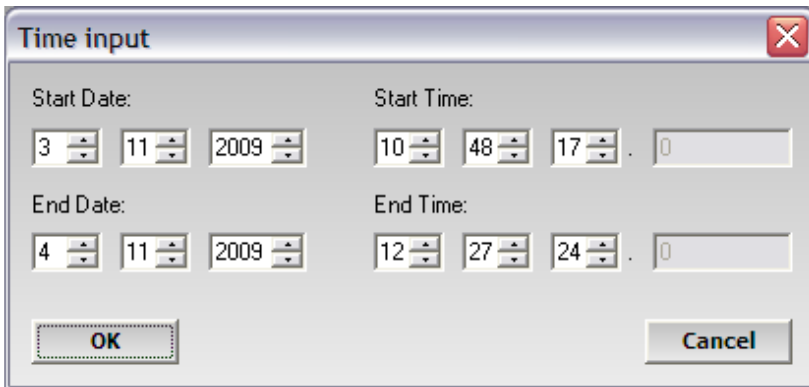 Time input
Start Date: Start Time:
3 11 2009 10 48 17 . 0
End Date: End Time:
4 11 2009 12 27 24 . 0
OK Cancel